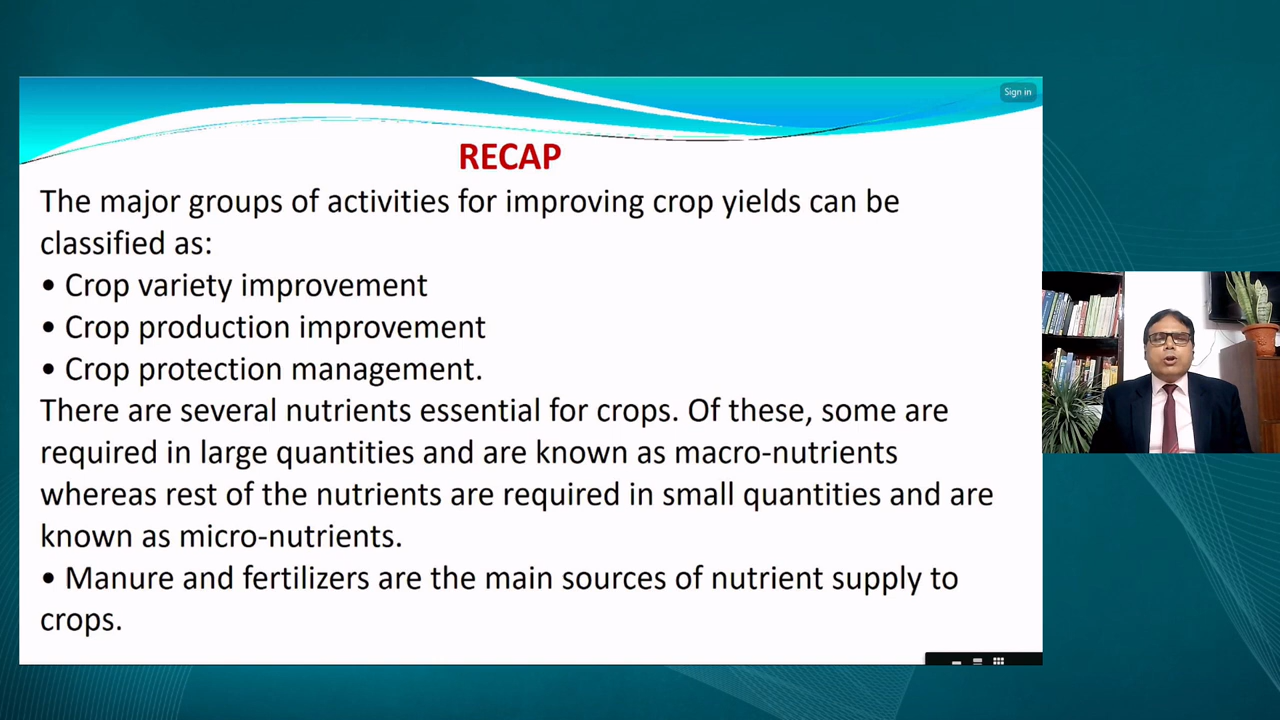 Sign in
RECAP
The major groups of activities for improving crop yields can be
classified as:
• Crop variety improvement
• Crop production improvement
• Crop protection management.
There are several nutrients essential for crops. Of these, some are
required in large quantities and are known as macro-nutrients
whereas rest of the nutrients are required in small quantities and are
known as micro-nutrients.
• Manure and fertilizers are the main sources of nutrient supply to
crops.